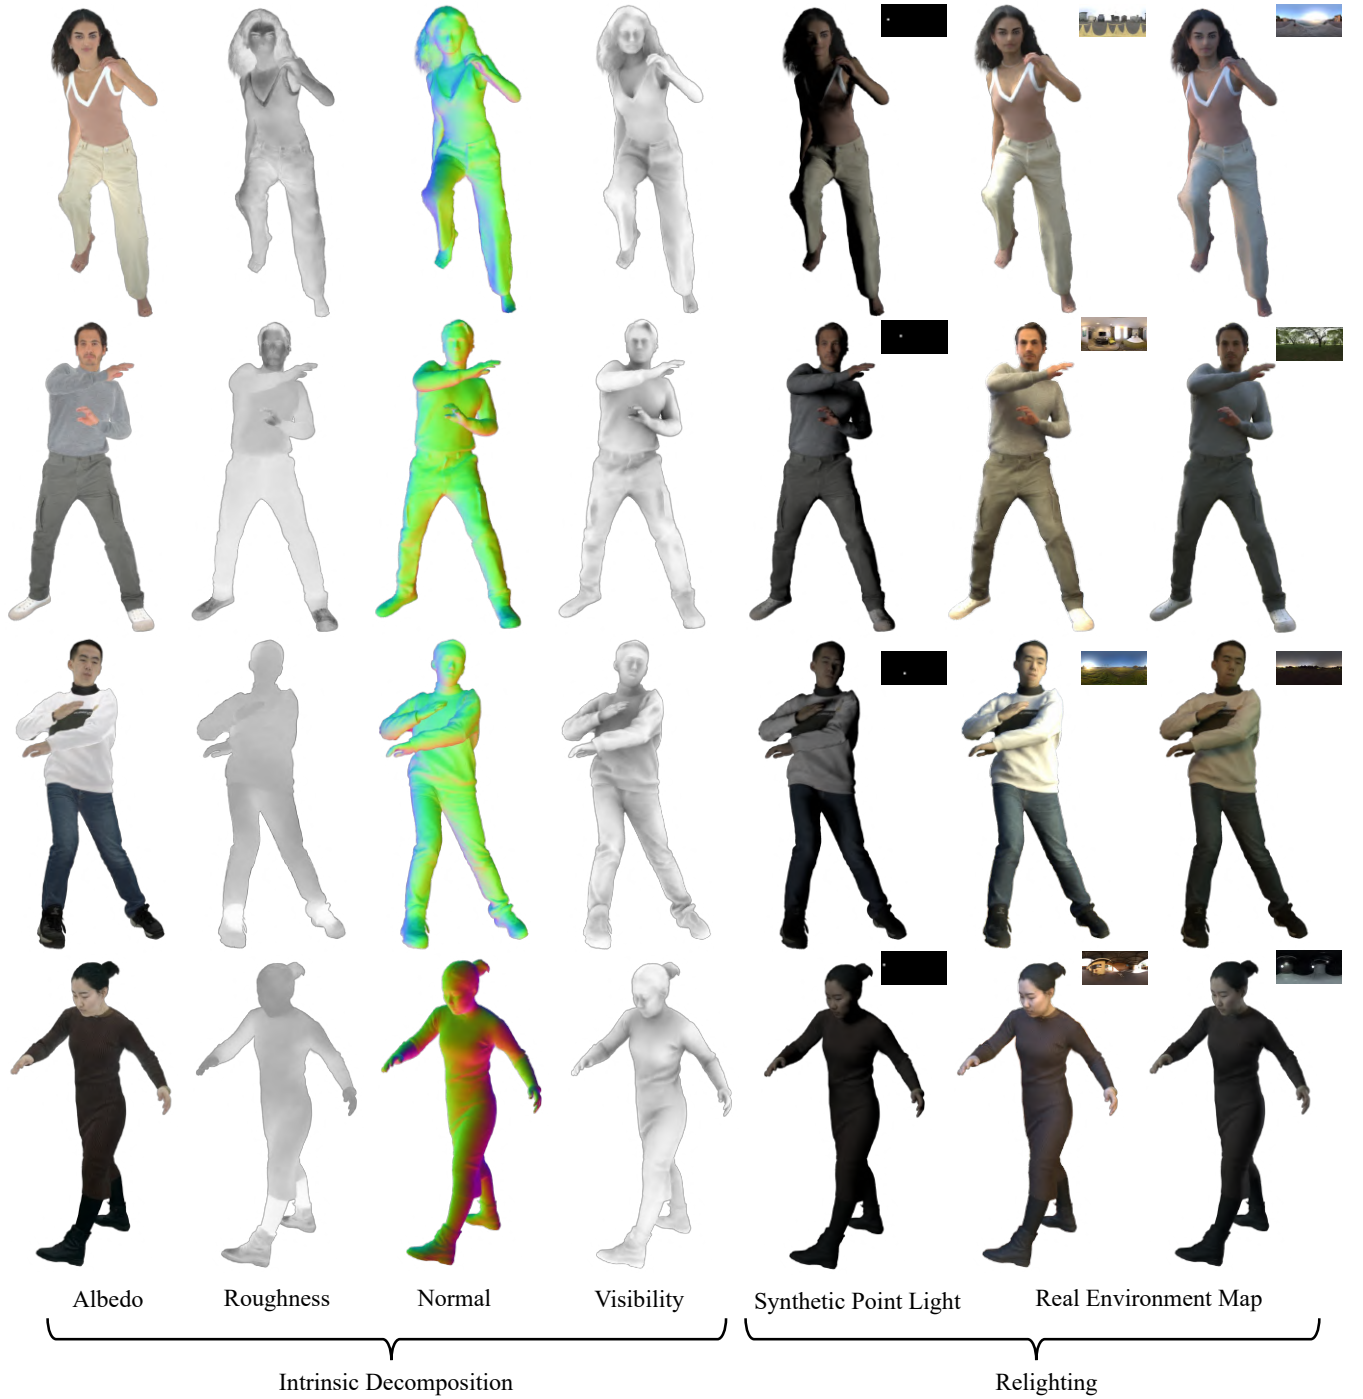 Albedo
Roughness
Normal
Visibility
Synthetic Point Light
Real Environment Map
Intrinsic Decomposition
Relighting